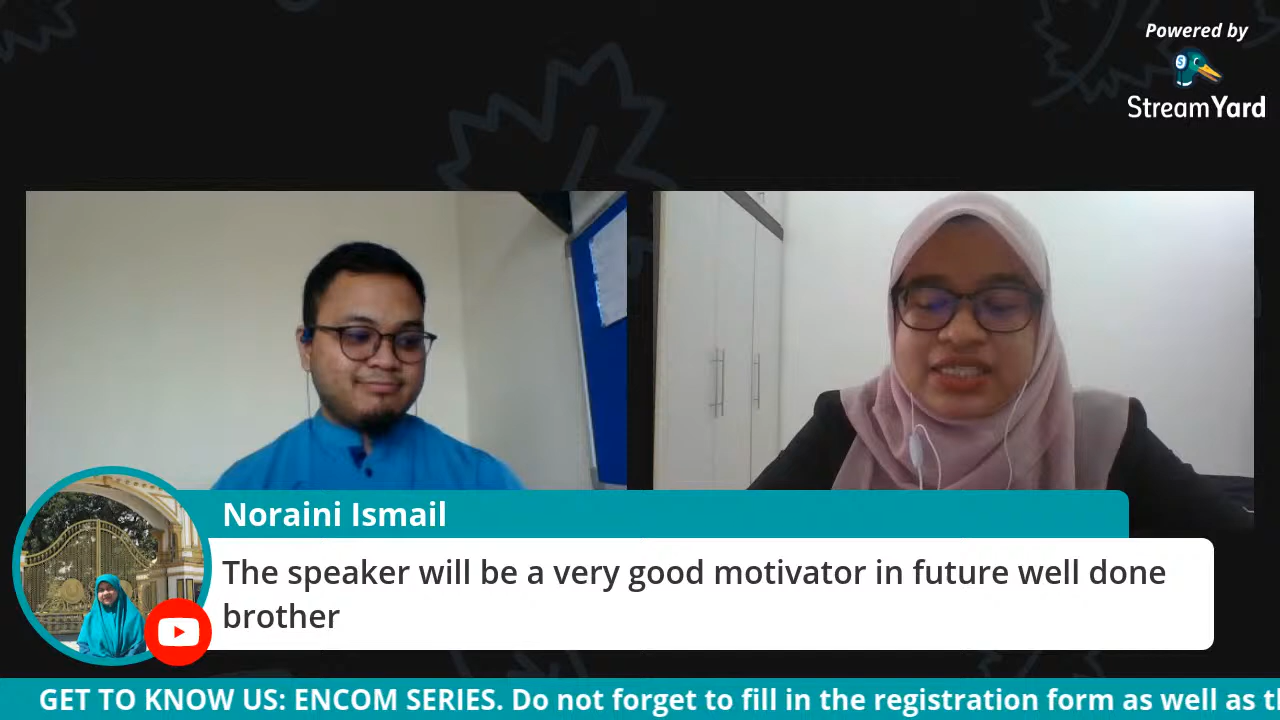 Powered by
StreamYard
Noraini Ismail
The speaker will be a very good motivator in future well done
brother
GET TO KNOW US: ENCOM SERIES. Do not forget to fill in the registration form as well as